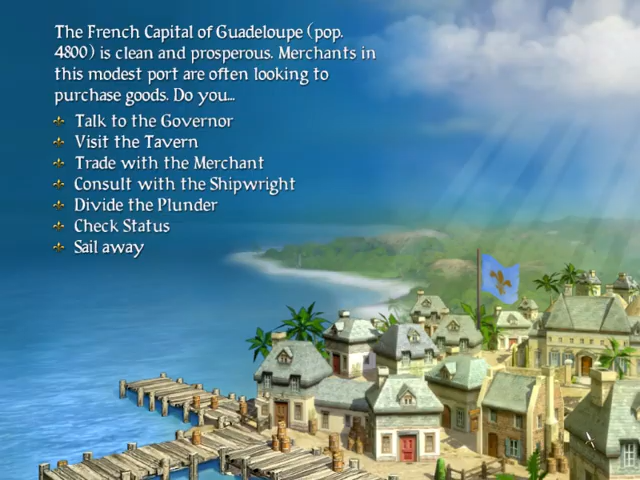 The French Capital of Guadeloupe (pop.
4800) is clean and prosperous. Merchants in
this modest port are often looking to
purchase goods. Do you...
Talk to the Governor
Visit the Tavern
Trade with the Merchant
Consult with the Shipwright
Divide the Plunder
Check Status
Sail away